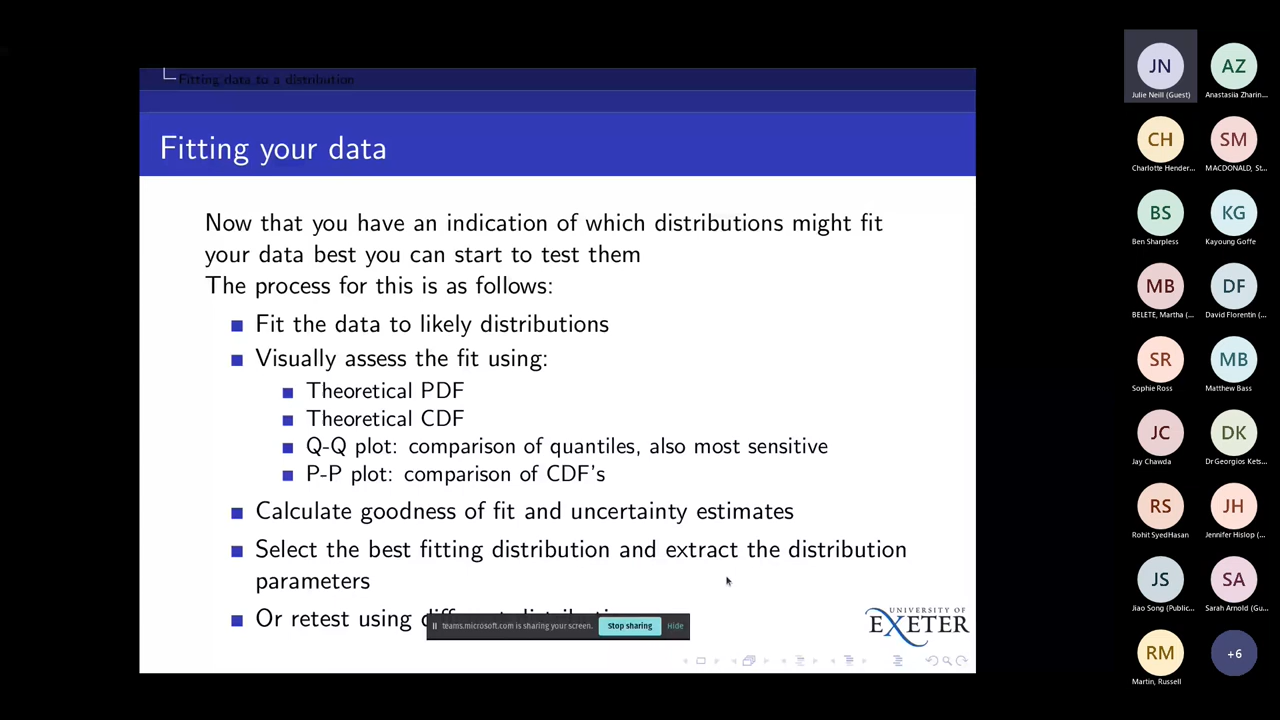 Fitting data to a distribution
Fitting your data
Now that you have an indication of which distributions might fit
your data best you can start to test them
The process for this is as follows:
Fit the data to likely distributions
Visually assess the fit using:
Theoretical PDF
Theoretical CDF
Q-Q plot: comparison of quantiles, also most sensitive
P-P plot: comparison of CDF's
Calculate goodness of fit and uncertainty estimates
Select the best fitting distribution and extract the distribution
parameters
Or retest using
teams.microsoft.com is sharing your screen.
Stop sharing
Hide
UNIVERSITY OF
EXETER
JN
Julie Neill (Guest)
AZ
Anastasiia Zharin...
CH
Charlotte Hender...
SM
MACDONALD, St...
BS
Ben Sharpless
KG
Kayoung Goffe
MB
BELETE, Martha (...
DF
David Florentin (...
SR
Sophie Ross
MB
Matthew Bass
JC
Jay Chawda
DK
Dr Georgios Kets...
RS
Rohit SyedHasan
JH
Jennifer Hislop (...
JS
Jiao Song (Public...
SA
Sarah Arnold (Gu...
RM
Martin, Russell
+6